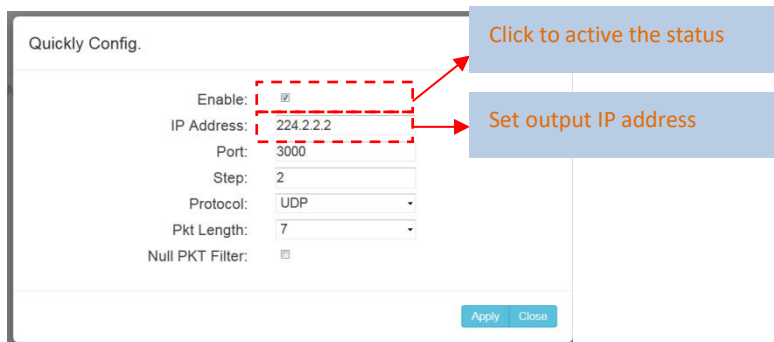 Quickly Config.
Click to active the status
Enable:
IP Address: 224.2.2.2
Set output IP address
Port: 3000
Step: 2
Protocol: UDP
Pkt Length: 7
Null PKT Filter:
Apply Close